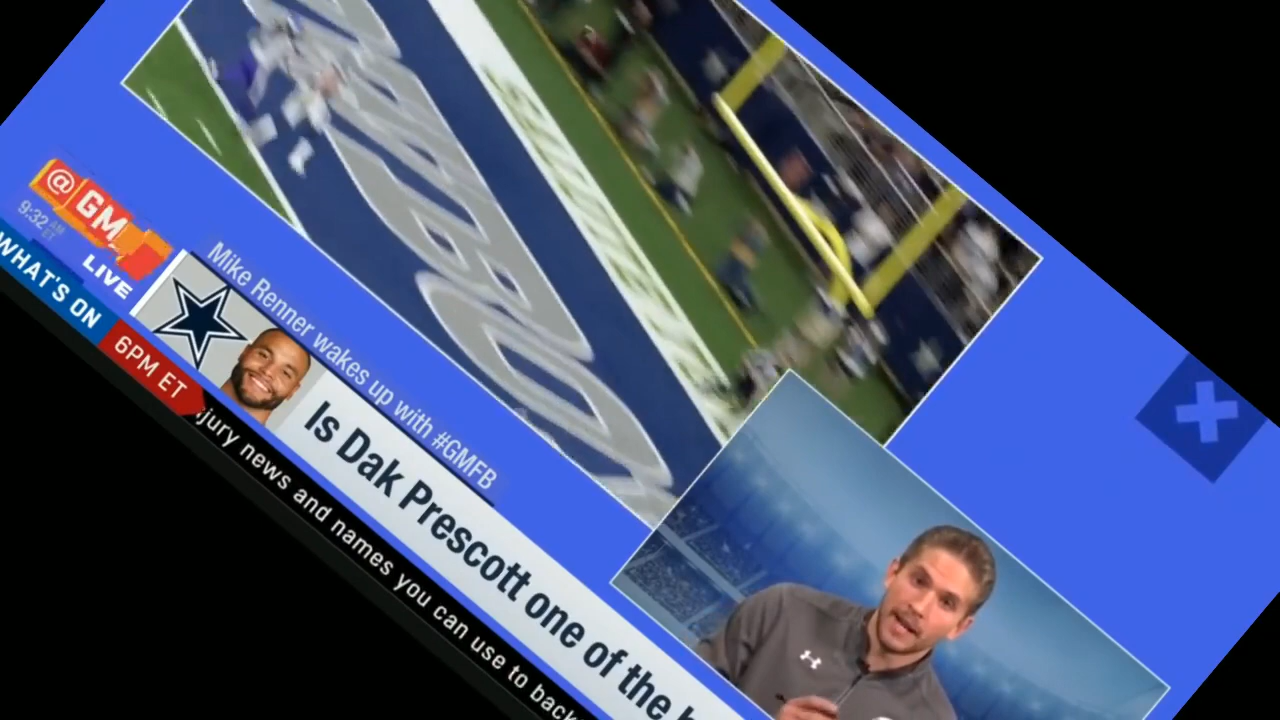 @GM
9:32 AM
ET
LIVE
Mike Renner wakes up with #GMFB
Is Dak Prescott one of the
WHAT'S ON
6PM ET
jury news and names you can use to back